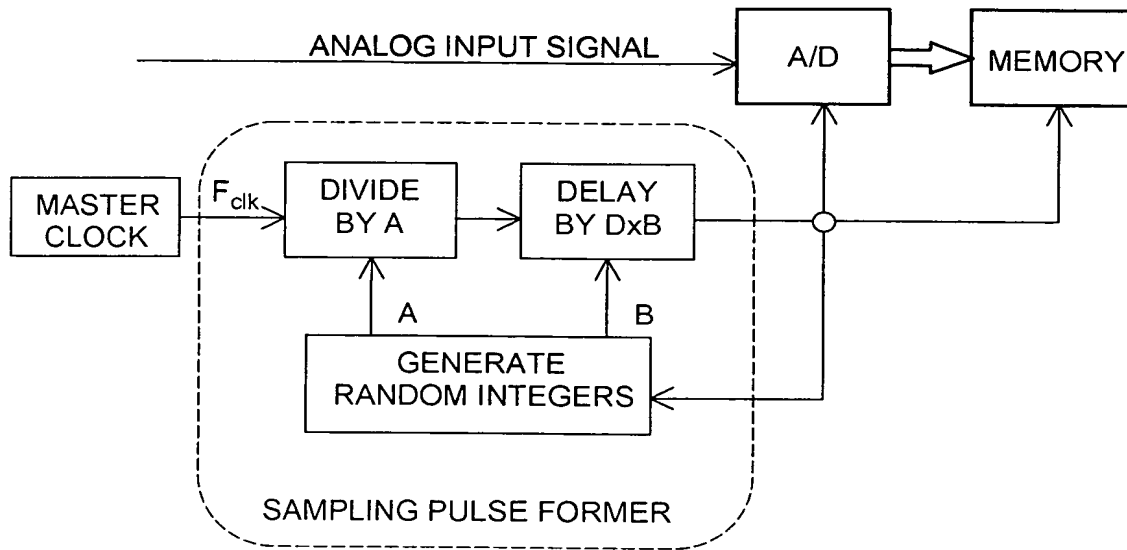 ANALOG INPUT SIGNAL
A/D
MEMORY
MASTER
CLOCK
Fclk
DIVIDE
BY A
DELAY
BY DxB
A
B
GENERATE
RANDOM INTEGERS
SAMPLING PULSE FORMER